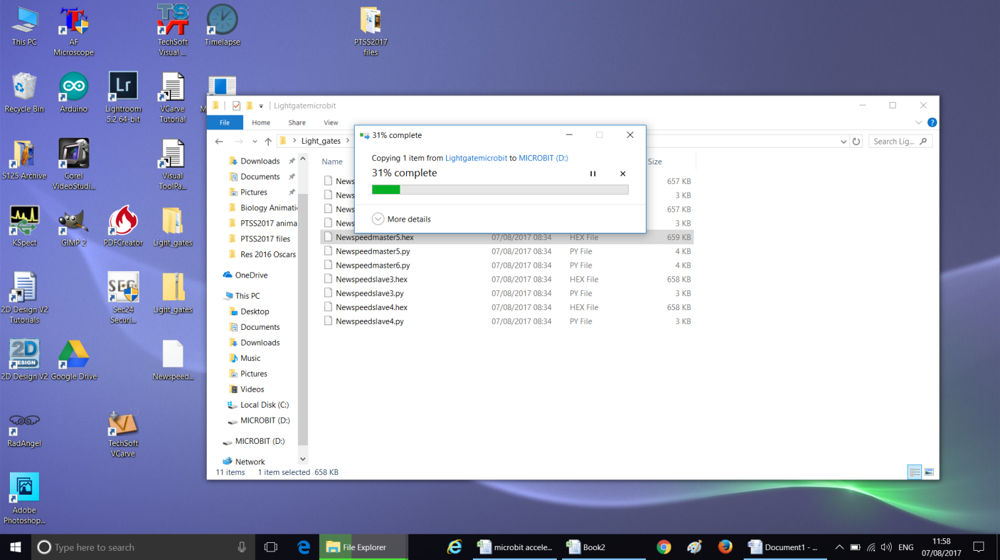 This PC
AF
Microscope
TechSoft
Visual ...
Timelapse
PTSS2017
files
Recycle Bin
Arduino
Lightroom
5.2 64-bit
VCarve
Tutorial
M
S125 Archive
Corel
VideoStudi...
Visual
ToolPa...
KSpect
GIMP 2
PDFCreator
Light_gates
2D Design V2
Tutorials
Sec24
Securi...
Light_gates
2D Design V2
Google Drive
Newspeed...
RadAngel
TechSoft
VCarve
Adobe
Photoshop...
Lightgatemicrobit
File
Home
Share
View
Light_gates
Search Lig...
Downloads
Documents
Pictures
Biology Animati
PTSS2017 anima
PTSS2017 files
Res 2016 Oscars
OneDrive
This PC
Desktop
Documents
Downloads
Music
Pictures
Videos
Local Disk (C:)
MICROBIT (D:)
MICROBIT (D:)
Network
Name
Size
News
657 KB
News
3 KB
News
657 KB
News
3 KB
Newspeedmaster5.hex 07/08/2017 08:34 HEX File 659 KB
Newspeedmaster5.py 07/08/2017 08:34 PY File 4 KB
Newspeedmaster6.py 07/08/2017 08:34 PY File 4 KB
Newspeedslave3.hex 07/08/2017 08:34 HEX File 658 KB
Newspeedslave3.py 07/08/2017 08:34 PY File 3 KB
Newspeedslave4.hex 07/08/2017 08:34 HEX File 658 KB
Newspeedslave4.py 07/08/2017 08:34 PY File 3 KB
11 items 1 item selected 658 KB
31% complete
Copying 1 item from Lightgatemicrobit to MICROBIT (D:)
31% complete
More details
Type here to search
File Explorer
microbit accele...
Book2
Document1 - ...
ENG
11:58
07/08/2017